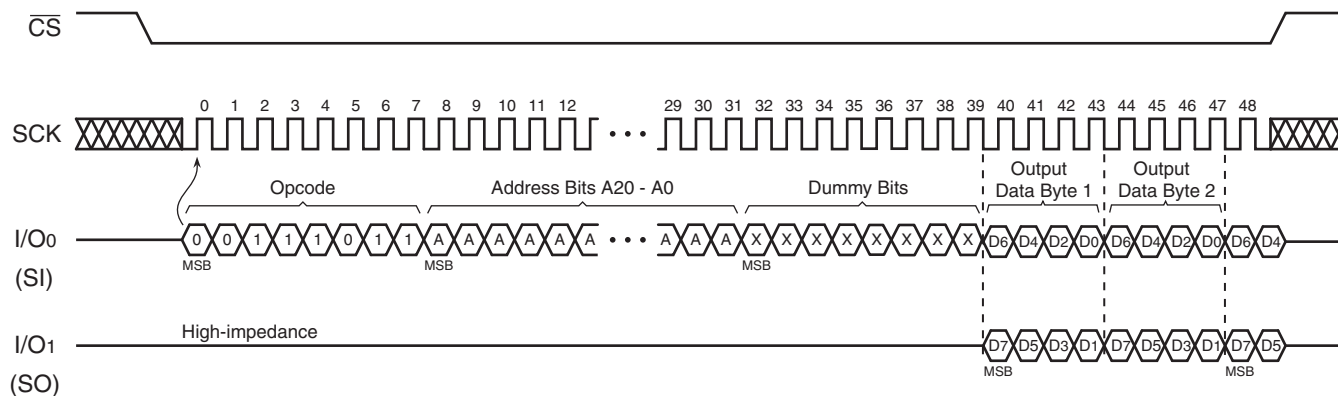 CS
0 1 2 3 4 5 6 7 8 9 10 11 12 29 30 31 32 33 34 35 36 37 38 39 40 41 42 43 44 45 46 47 48
SCK
Opcode
Address Bits A20 - A0
Dummy Bits
Output
Data Byte 1
Output
Data Byte 2
I/O0
(SI)
0 0 1 1 1 0 1 1 A A A A A A A A A X X X X X X X X D6 D4 D2 D0 D6 D4 D2 D0 D6 D4
MSB MSB MSB
High-impedance
I/O1
(SO)
D7 D5 D3 D1 D7 D5 D3 D1 D7 D5
MSB MSB